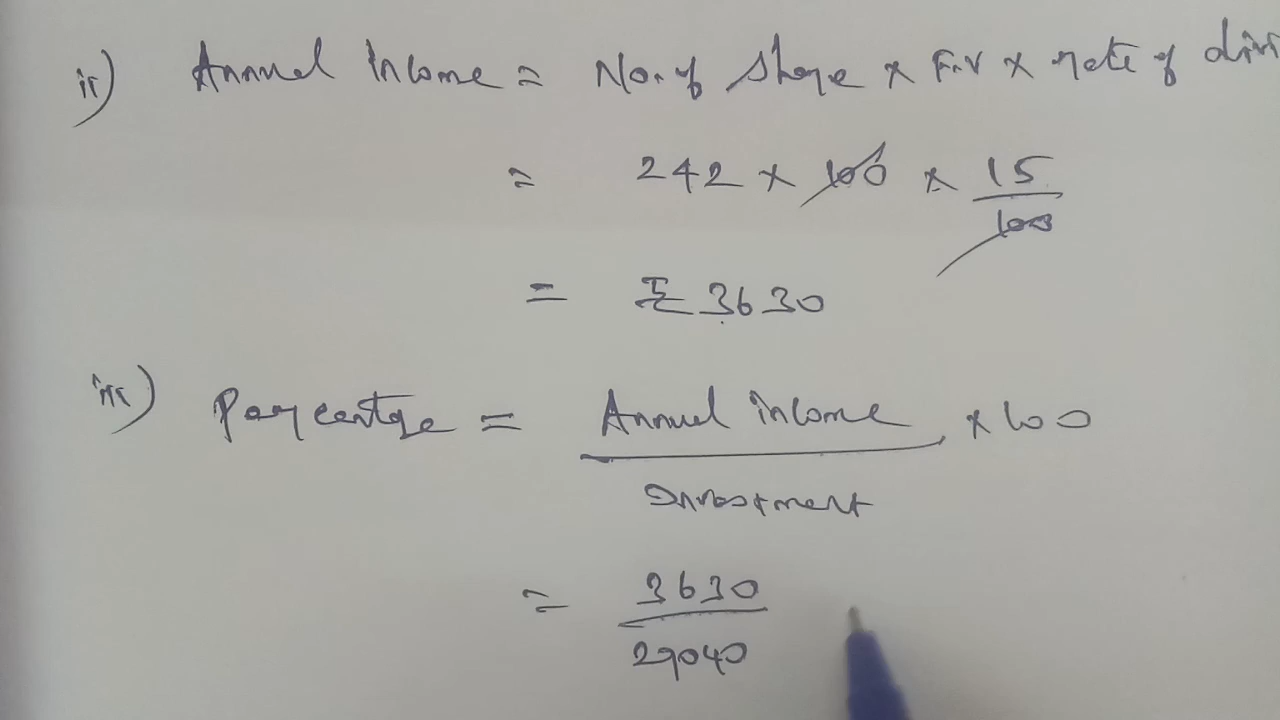 ii) Annual Income = No. of share × F.V × rate of divi
= 242 × 100 × 15/100
= ₹ 3630
iii) Percentage = Annual income / Investment × 100
= 3630 / 29040